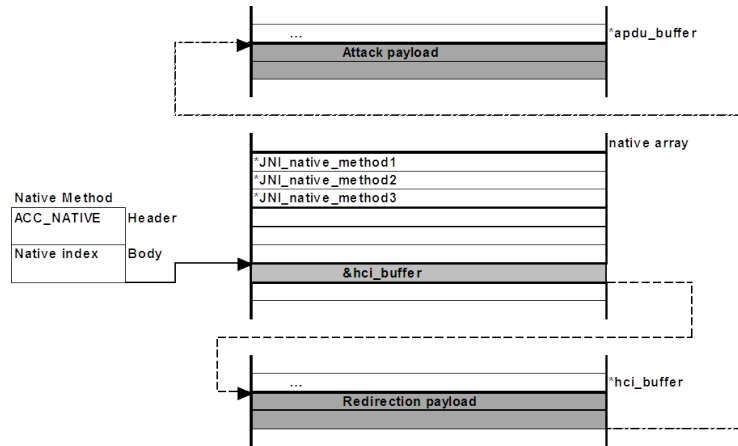 ...
*apdu_buffer
Attack payload
native array
*JNI_native_method1
*JNI_native_method2
*JNI_native_method3
Native Method
ACC_NATIVE Header
Native index Body
&hci_buffer
...
*hci_buffer
Redirection payload